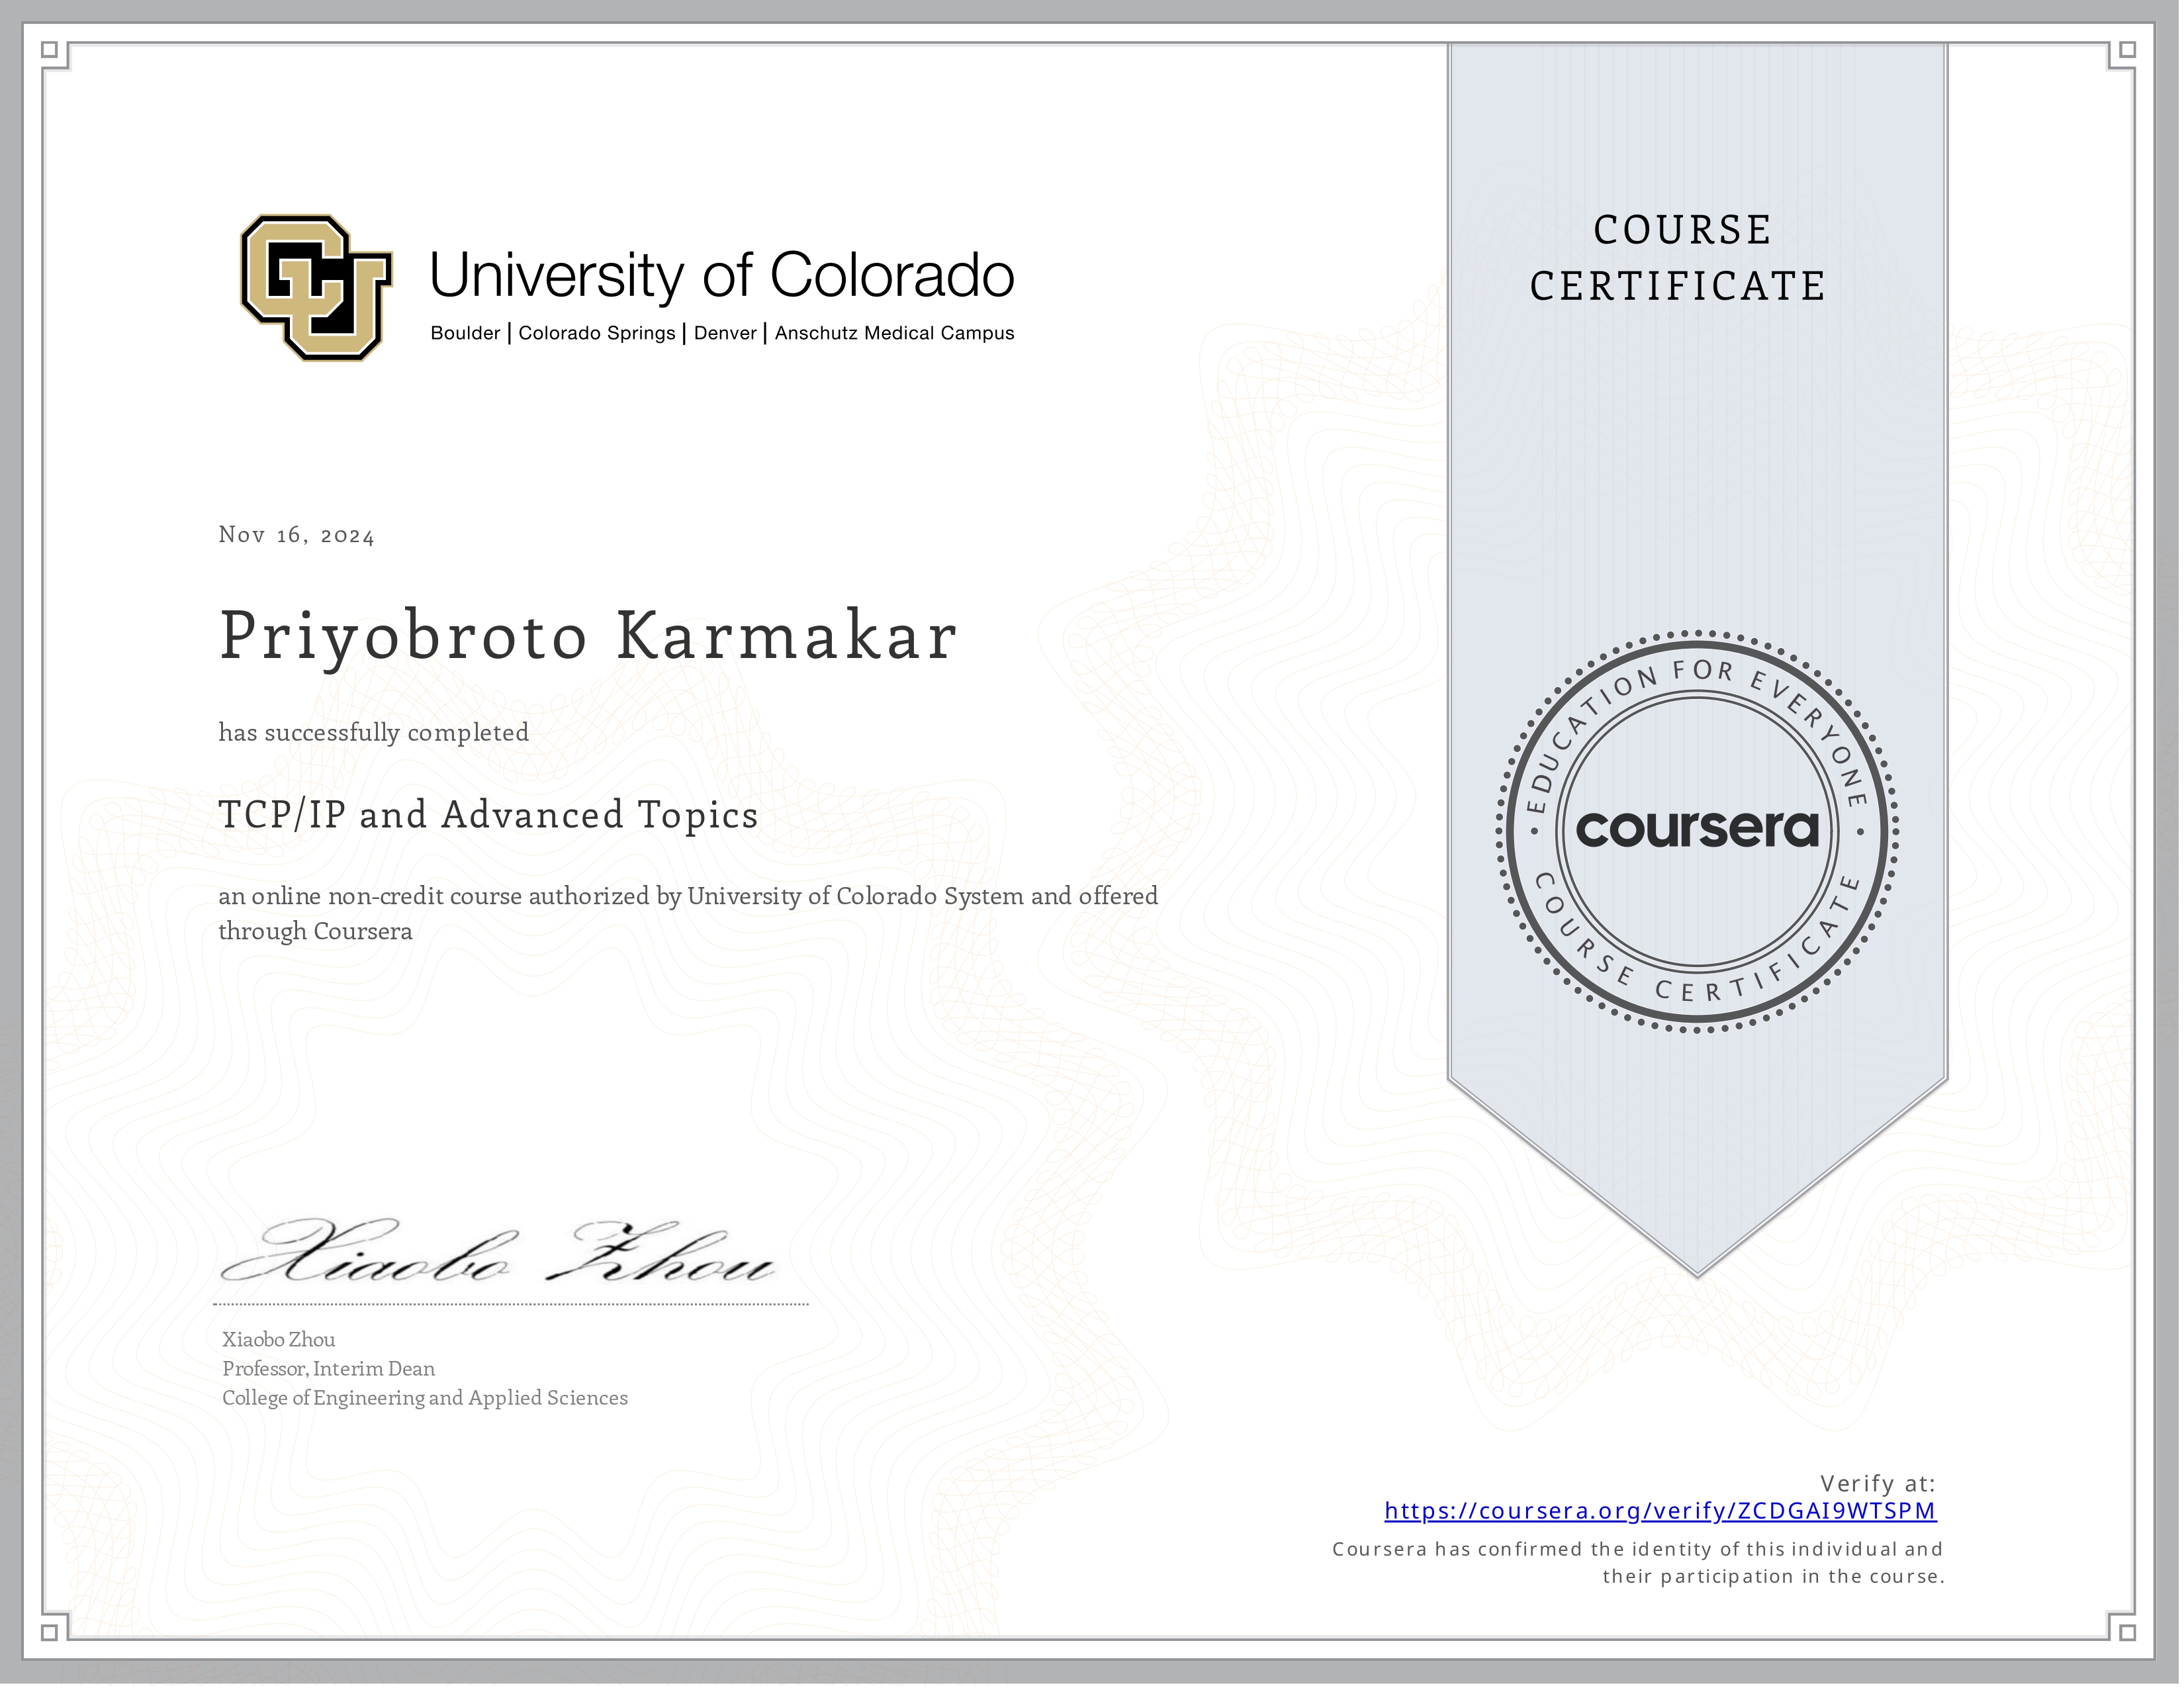 University of Colorado
Boulder | Colorado Springs | Denver | Anschutz Medical Campus
COURSE
CERTIFICATE
Nov 16, 2024
Priyobroto Karmakar
has successfully completed
TCP/IP and Advanced Topics
an online non-credit course authorized by University of Colorado System and offered
through Coursera
EDUCATION FOR EVERYONE
coursera
COURSE CERTIFICATE
Xiaobo Zhou
Xiaobo Zhou
Professor, Interim Dean
College of Engineering and Applied Sciences
Verify at:
https://coursera.org/verify/ZCDGAI9WTSPM
Coursera has confirmed the identity of this individual and
their participation in the course.